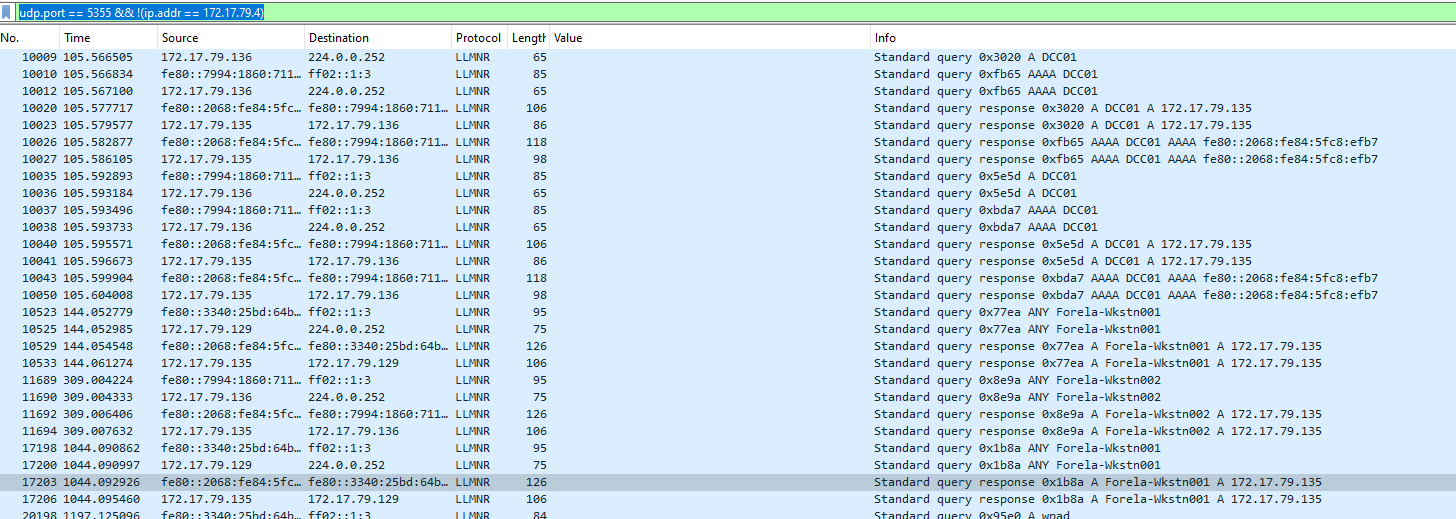 udp.port == 5355 && !(ip.addr == 172.17.79.4)
No. Time Source Destination Protocol Length Value Info
10009 105.566505 172.17.79.136 224.0.0.252 LLMNR 65 Standard query 0x3020 A DCC01
10010 105.566834 fe80::7994:1860:711… ff02::1:3 LLMNR 85 Standard query 0xfb65 AAAA DCC01
10012 105.567100 172.17.79.136 224.0.0.252 LLMNR 65 Standard query 0xfb65 AAAA DCC01
10020 105.577717 fe80::2068:fe84:5fc… fe80::7994:1860:711… LLMNR 106 Standard query response 0x3020 A DCC01 A 172.17.79.135
10023 105.579577 172.17.79.135 172.17.79.136 LLMNR 86 Standard query response 0x3020 A DCC01 A 172.17.79.135
10026 105.582877 fe80::2068:fe84:5fc… fe80::7994:1860:711… LLMNR 118 Standard query response 0xfb65 AAAA DCC01 AAAA fe80::2068:fe84:5fc8:efb7
10027 105.586105 172.17.79.135 172.17.79.136 LLMNR 98 Standard query response 0xfb65 AAAA DCC01 AAAA fe80::2068:fe84:5fc8:efb7
10035 105.592893 fe80::7994:1860:711… ff02::1:3 LLMNR 85 Standard query 0x5e5d A DCC01
10036 105.593184 172.17.79.136 224.0.0.252 LLMNR 65 Standard query 0x5e5d A DCC01
10037 105.593496 fe80::7994:1860:711… ff02::1:3 LLMNR 85 Standard query 0xbda7 AAAA DCC01
10038 105.593733 172.17.79.136 224.0.0.252 LLMNR 65 Standard query 0xbda7 AAAA DCC01
10040 105.595571 fe80::2068:fe84:5fc… fe80::7994:1860:711… LLMNR 106 Standard query response 0x5e5d A DCC01 A 172.17.79.135
10041 105.596673 172.17.79.135 172.17.79.136 LLMNR 86 Standard query response 0x5e5d A DCC01 A 172.17.79.135
10043 105.599904 fe80::2068:fe84:5fc… fe80::7994:1860:711… LLMNR 118 Standard query response 0xbda7 AAAA DCC01 AAAA fe80::2068:fe84:5fc8:efb7
10050 105.604008 172.17.79.135 172.17.79.136 LLMNR 98 Standard query response 0xbda7 AAAA DCC01 AAAA fe80::2068:fe84:5fc8:efb7
10523 144.052779 fe80::3340:25bd:64b… ff02::1:3 LLMNR 95 Standard query 0x77ea ANY Forela-Wkstn001
10525 144.052985 172.17.79.129 224.0.0.252 LLMNR 75 Standard query 0x77ea ANY Forela-Wkstn001
10529 144.054548 fe80::2068:fe84:5fc… fe80::3340:25bd:64b… LLMNR 126 Standard query response 0x77ea A Forela-Wkstn001 A 172.17.79.135
10533 144.061274 172.17.79.135 172.17.79.129 LLMNR 106 Standard query response 0x77ea A Forela-Wkstn001 A 172.17.79.135
11689 309.004224 fe80::7994:1860:711… ff02::1:3 LLMNR 95 Standard query 0x8e9a ANY Forela-Wkstn002
11690 309.004333 172.17.79.136 224.0.0.252 LLMNR 75 Standard query 0x8e9a ANY Forela-Wkstn002
11692 309.006406 fe80::2068:fe84:5fc… fe80::7994:1860:711… LLMNR 126 Standard query response 0x8e9a A Forela-Wkstn002 A 172.17.79.135
11694 309.007632 172.17.79.135 172.17.79.136 LLMNR 106 Standard query response 0x8e9a A Forela-Wkstn002 A 172.17.79.135
17198 1044.090862 fe80::3340:25bd:64b… ff02::1:3 LLMNR 95 Standard query 0x1b8a ANY Forela-Wkstn001
17200 1044.090997 172.17.79.129 224.0.0.252 LLMNR 75 Standard query 0x1b8a ANY Forela-Wkstn001
17203 1044.092926 fe80::2068:fe84:5fc… fe80::3340:25bd:64b… LLMNR 126 Standard query response 0x1b8a A Forela-Wkstn001 A 172.17.79.135
17206 1044.095460 172.17.79.135 172.17.79.129 LLMNR 106 Standard query response 0x1b8a A Forela-Wkstn001 A 172.17.79.135
20198 1197.125096 fe80::3340:25bd:64b… ff02::1:3 LLMNR 84 Standard query 0x95e0 A wpad